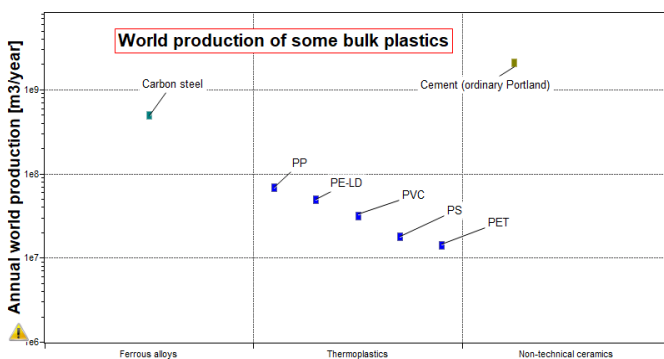 World production of some bulk plastics
Annual world production [m3/year]
1e9
1e8
1e7
1e6
Carbon steel
Cement (ordinary Portland)
PP
PE-LD
PVC
PS
PET
Ferrous alloys
Thermoplastics
Non-technical ceramics